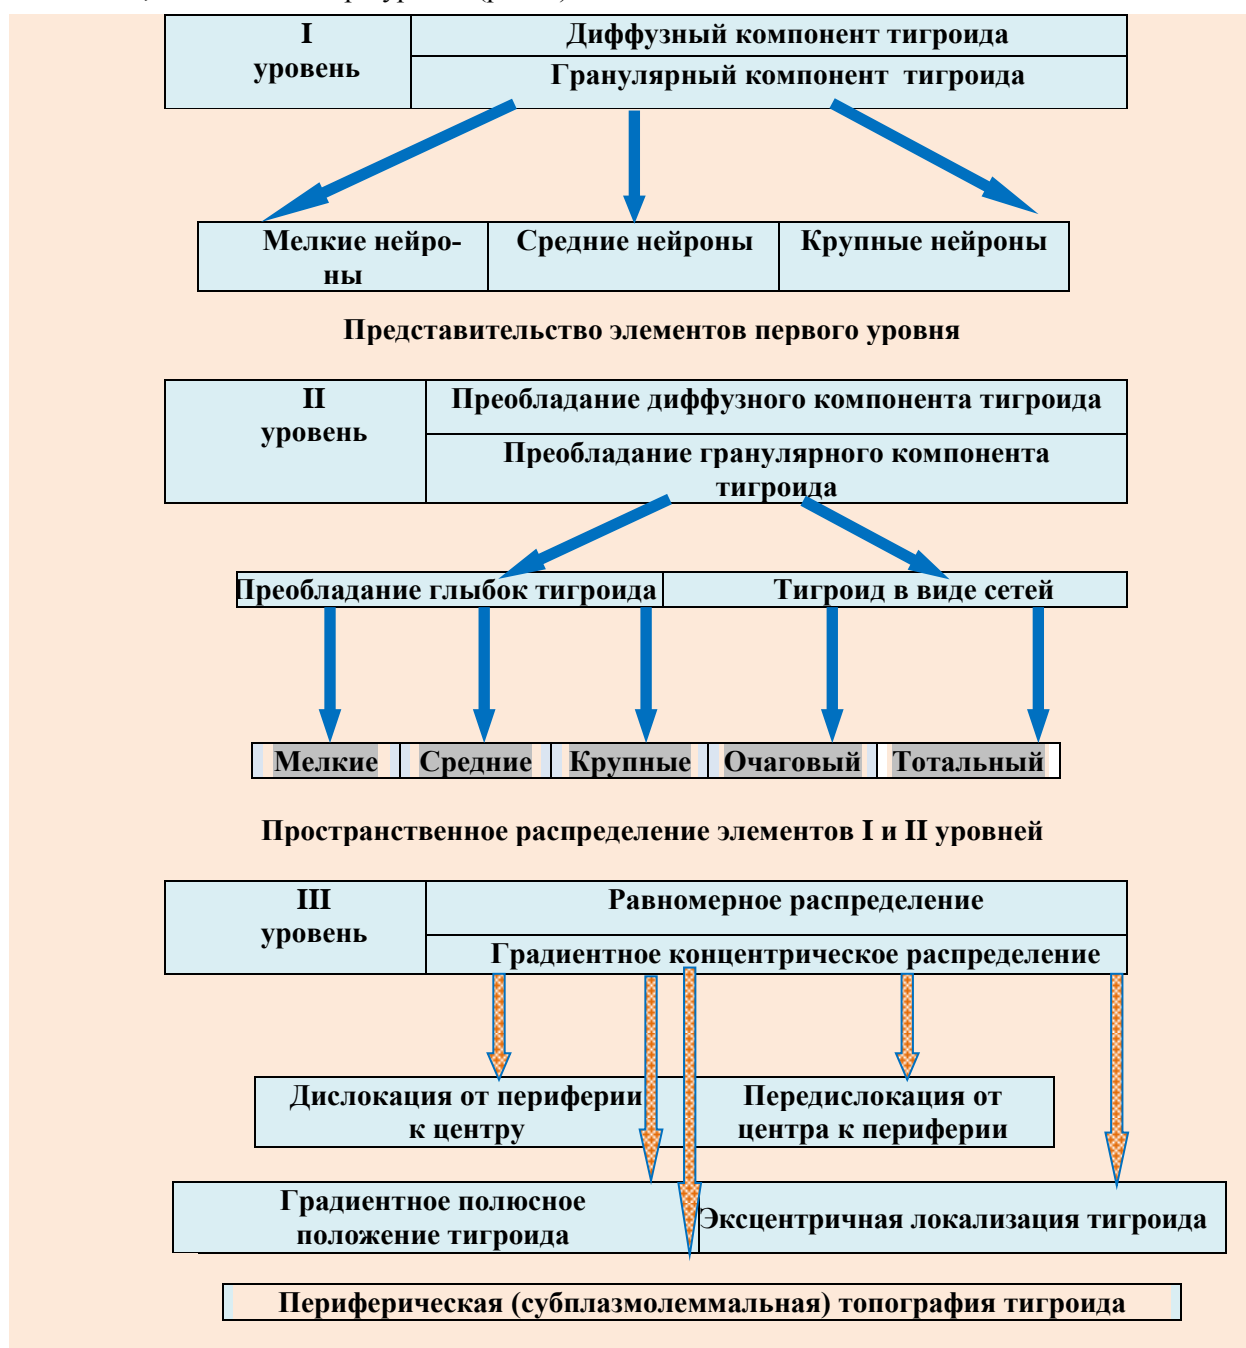 I
уровень
Диффузный компонент тигроида
Гранулярный компонент тигроида
Мелкие нейро-
ны
Средние нейроны
Крупные нейроны
Представительство элементов первого уровня
II
уровень
Преобладание диффузного компонента тигроида
Преобладание гранулярного компонента
тигроида
Преобладание глыбок тигроида
Тигроид в виде сетей
Мелкие
Средние
Крупные
Очаговый
Тотальный
Пространственное распределение элементов I и II уровней
III
уровень
Равномерное распределение
Градиентное концентрическое распределение
Дислокация от периферии
к центру
Передислокация от
центра к периферии
Градиентное полюсное
положение тигроида
Эксцентричная локализация тигроида
Периферическая (субплазмолеммальная) топография тигроида